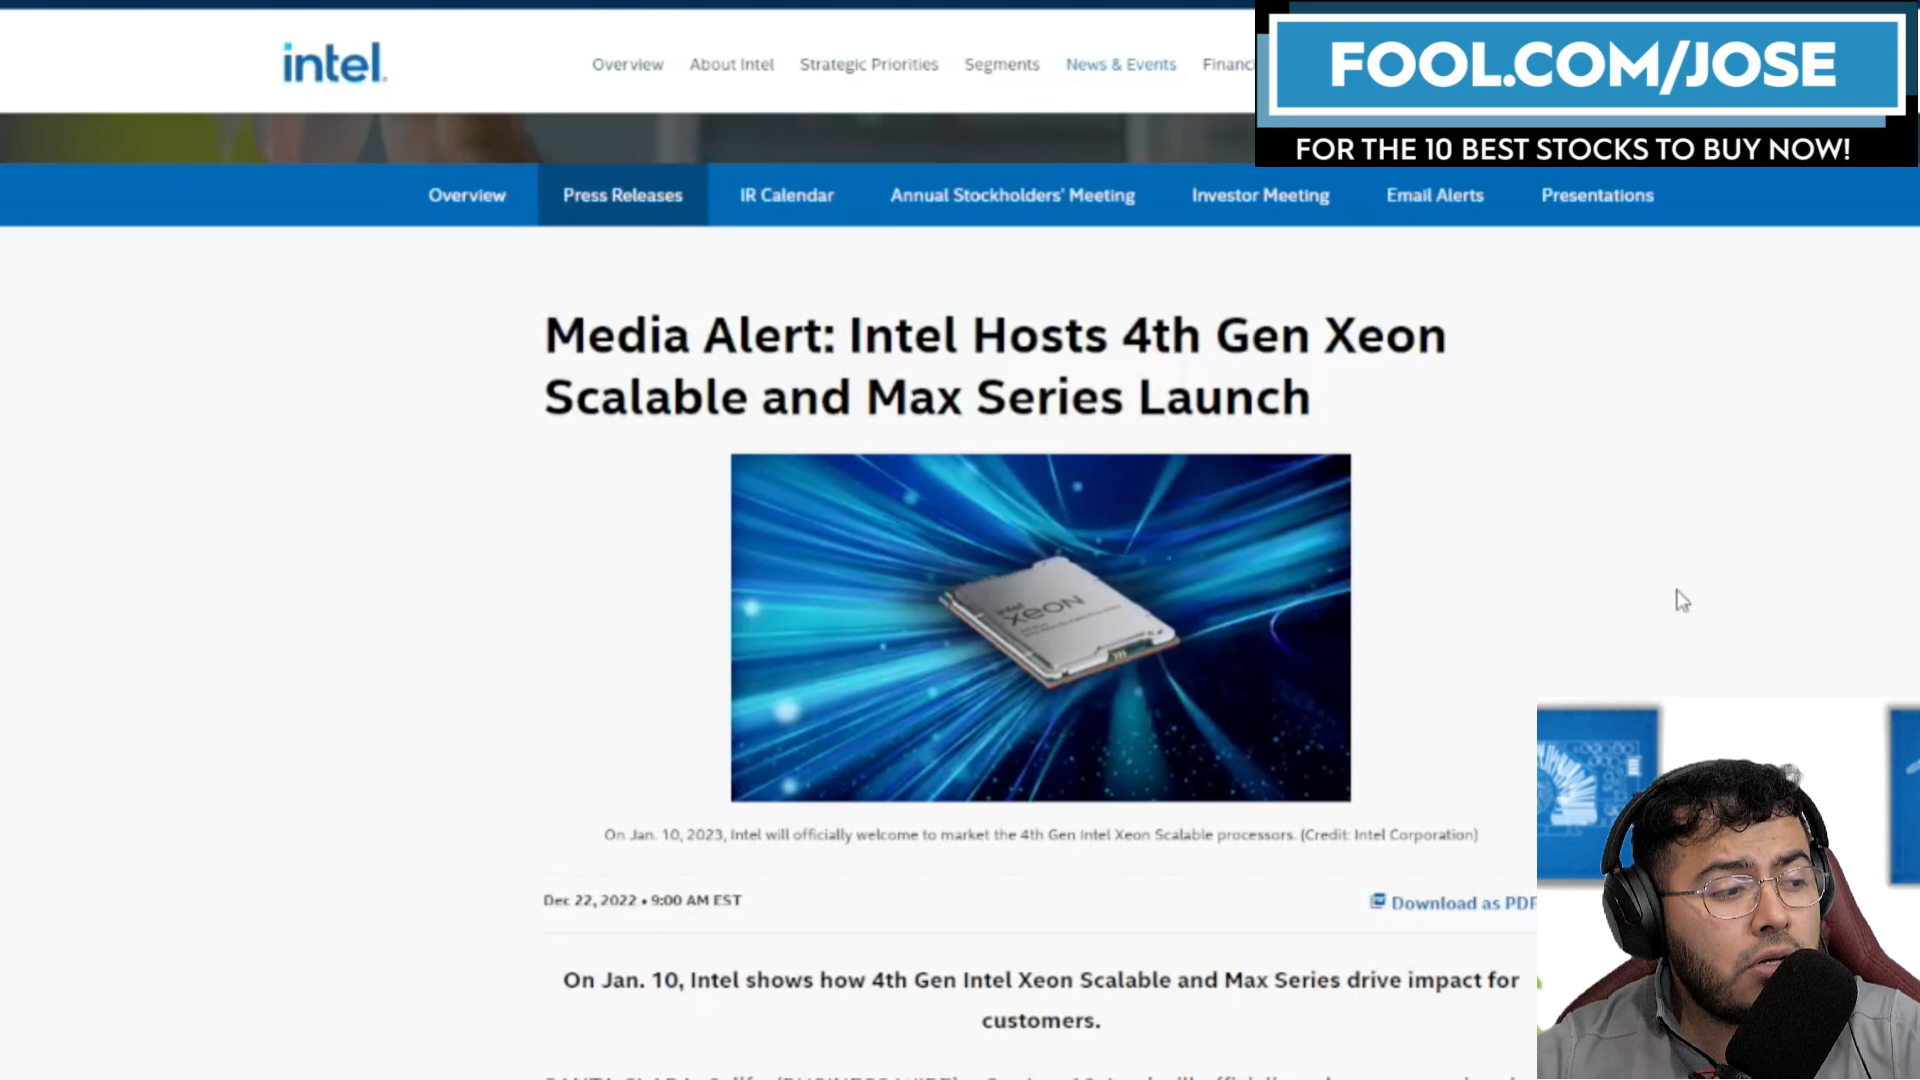 intel.
Overview About Intel Strategic Priorities Segments News & Events Financi
FOOL.COM/JOSE
FOR THE 10 BEST STOCKS TO BUY NOW!
Overview Press Releases IR Calendar Annual Stockholders' Meeting Investor Meeting Email Alerts Presentations
Media Alert: Intel Hosts 4th Gen Xeon
Scalable and Max Series Launch
intel
XEON
On Jan. 10, 2023, Intel will officially welcome to market the 4th Gen Intel Xeon Scalable processors. (Credit: Intel Corporation)
Dec 22, 2022 • 9:00 AM EST
Download as PDF
On Jan. 10, Intel shows how 4th Gen Intel Xeon Scalable and Max Series drive impact for
customers.